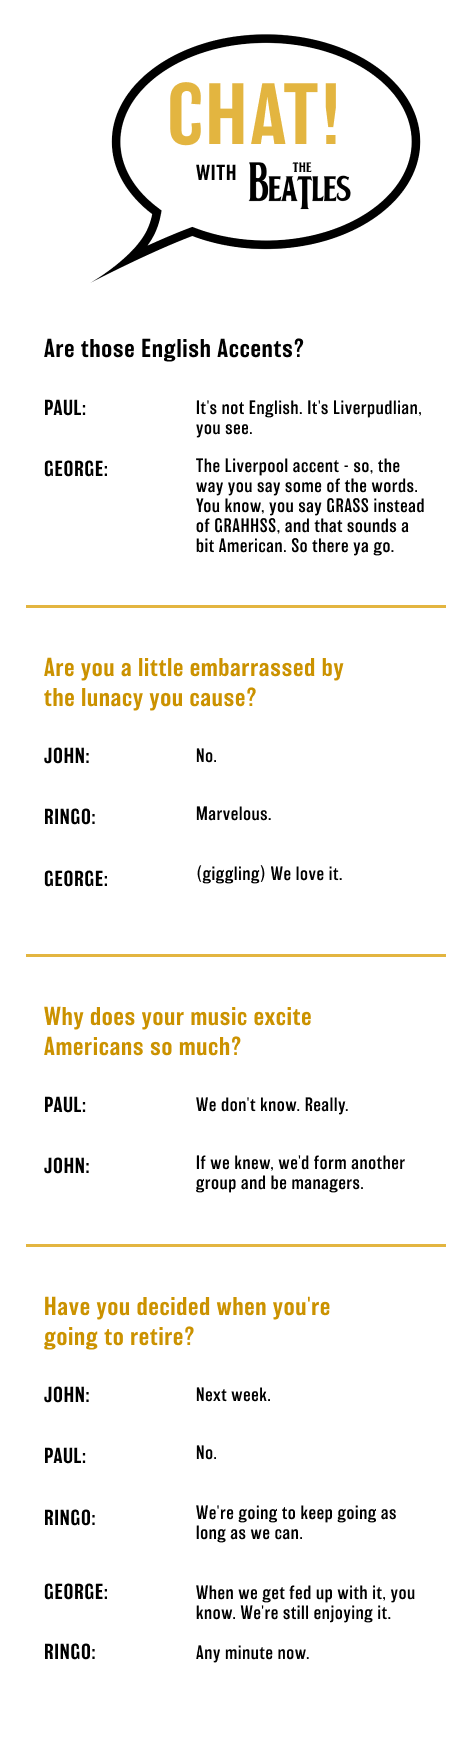 CHAT!
WITH THE BEATLES
Are those English Accents?
PAUL: It's not English. It's Liverpudlian,
you see.
GEORGE: The Liverpool accent - so, the
way you say some of the words.
You know, you say GRASS instead
of GRAHHSS, and that sounds a
bit American. So there ya go.
Are you a little embarrassed by
the lunacy you cause?
JOHN: No.
RINGO: Marvelous.
GEORGE: (giggling) We love it.
Why does your music excite
Americans so much?
PAUL: We don't know. Really.
JOHN: If we knew, we'd form another
group and be managers.
Have you decided when you're
going to retire?
JOHN: Next week.
PAUL: No.
RINGO: We're going to keep going as
long as we can.
GEORGE: When we get fed up with it, you
know. We're still enjoying it.
RINGO: Any minute now.